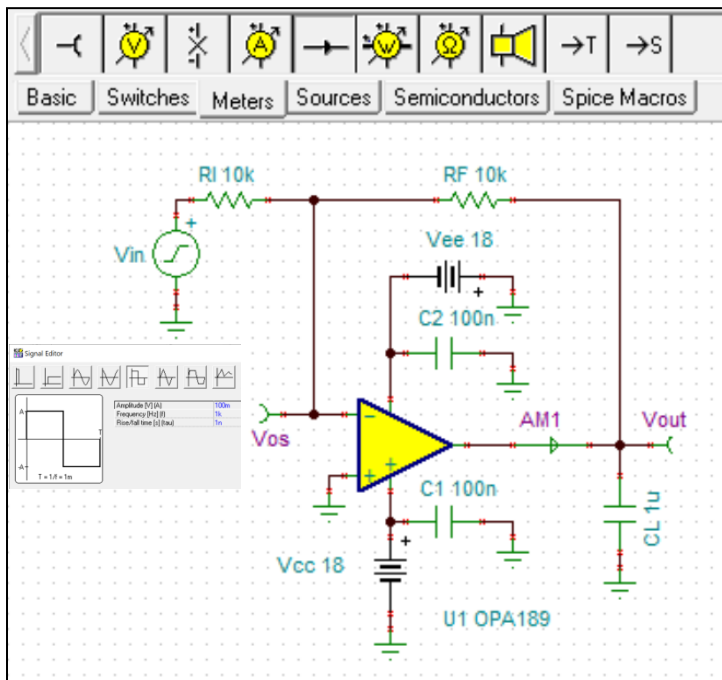 V A W Ω →T →S
Basic Switches Meters Sources Semiconductors Spice Macros
RI 10k RF 10k
Vee 18
+
Vin +
C2 100n
Signal Editor
Amplitude [V] (A) 100m
Frequency [Hz] (f) 1k
Rise/fall time [s] (tau) 1n
A
T
-A
T = 1/f = 1m
Vos
AM1 Vout
C1 100n
CL 1u
+
Vcc 18
U1 OPA189